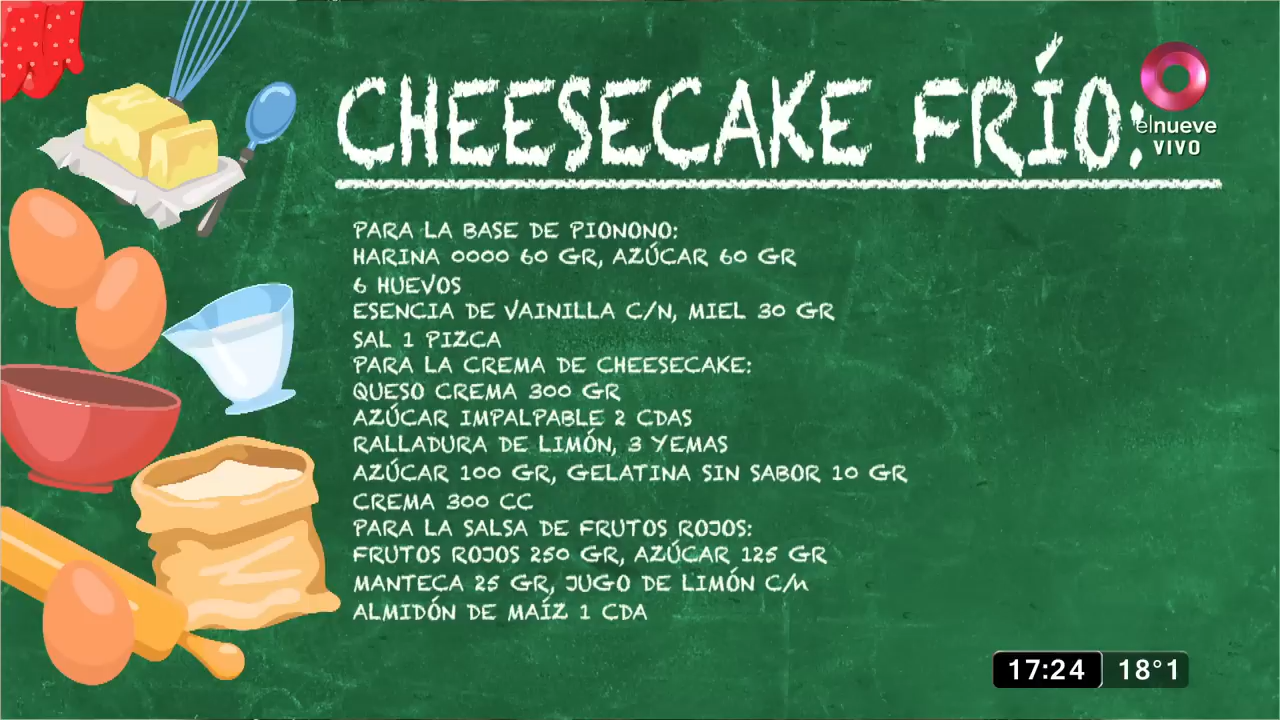 CHEESECAKE FRÍO:
elnueve
VIVO
PARA LA BASE DE PIONONO:
HARINA 0000 60 GR, AZÚCAR 60 GR
6 HUEVOS
ESENCIA DE VAINILLA C/N, MIEL 30 GR
SAL 1 PIZCA
PARA LA CREMA DE CHEESECAKE:
QUESO CREMA 300 GR
AZÚCAR IMPALPABLE 2 CDAS
RALLADURA DE LIMÓN, 3 YEMAS
AZÚCAR 100 GR, GELATINA SIN SABOR 10 GR
CREMA 300 CC
PARA LA SALSA DE FRUTOS ROJOS:
FRUTOS ROJOS 250 GR, AZÚCAR 125 GR
MANTECA 25 GR, JUGO DE LIMÓN C/n
ALMIDÓN DE MAÍZ 1 CDA
17:24 18°1